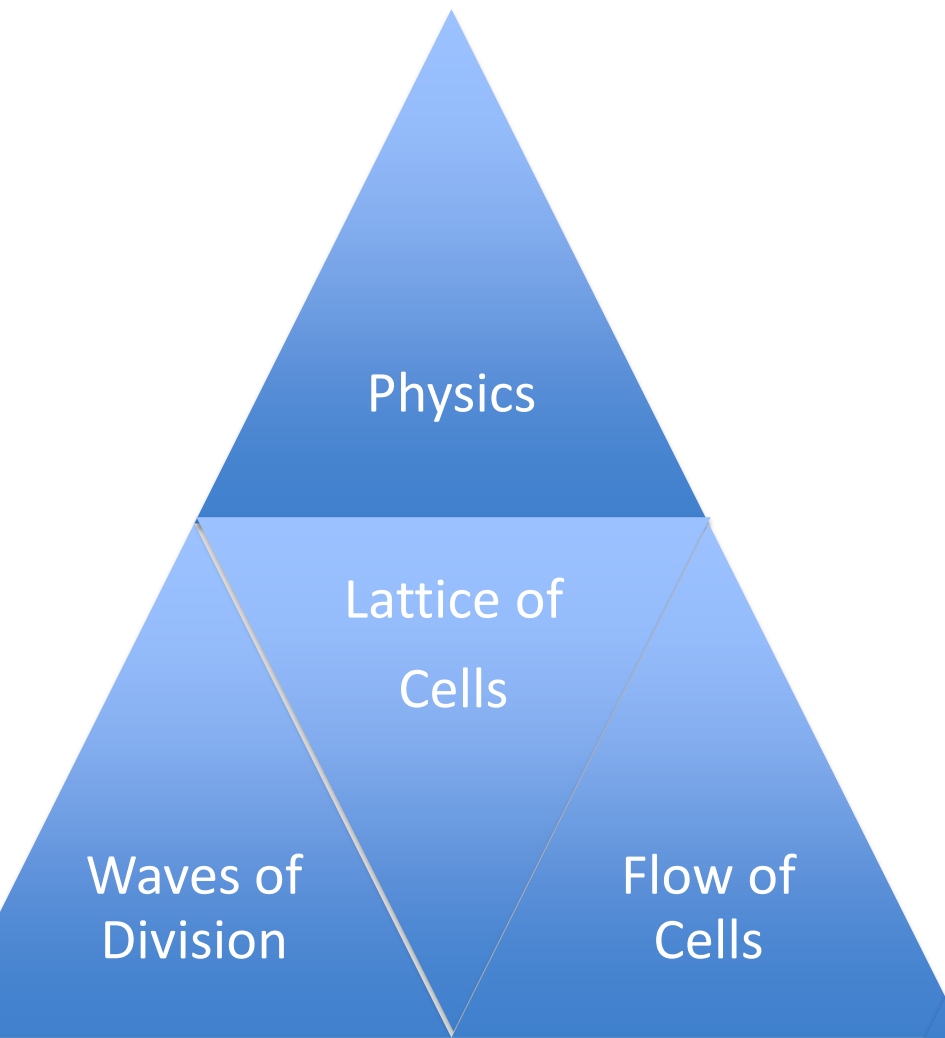 Physics
Lattice of
Cells
Waves of
Division
Flow of
Cells